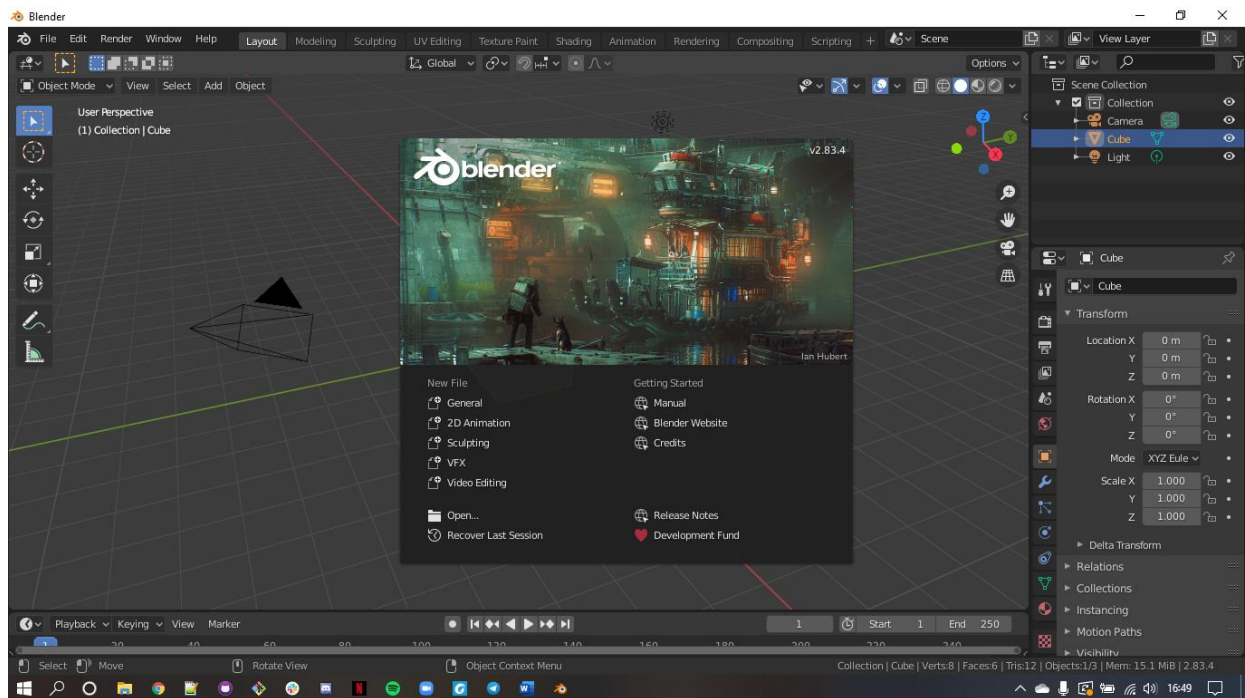 Blender
File Edit Render Window Help Layout Modeling Sculpting UV Editing Texture Paint Shading Animation Rendering Compositing Scripting + Scene View Layer
Global Options
Object Mode View Select Add Object
User Perspective
(1) Collection | Cube
Scene Collection
Collection
Camera
Cube
Light
Z
Y
X
blender
v2.83.4
Ian Hubert
New File
General
2D Animation
Sculpting
VFX
Video Editing
Open...
Recover Last Session
Getting Started
Manual
Blender Website
Credits
Release Notes
Development Fund
Cube
Cube
Transform
Location X 0 m
Y 0 m
Z 0 m
Rotation X 0°
Y 0°
Z 0°
Mode XYZ Eule
Scale X 1.000
Y 1.000
Z 1.000
Delta Transform
Relations
Collections
Instancing
Motion Paths
Visibility
Playback Keying View Marker 1 Start 1 End 250
1 20 40 60 80 100 120 140 160 180 200 220 240
Select Move Rotate View Object Context Menu Collection | Cube | Verts:8 | Faces:6 | Tris:12 | Objects:1/3 | Mem: 15.1 MiB | 2.83.4
16:49